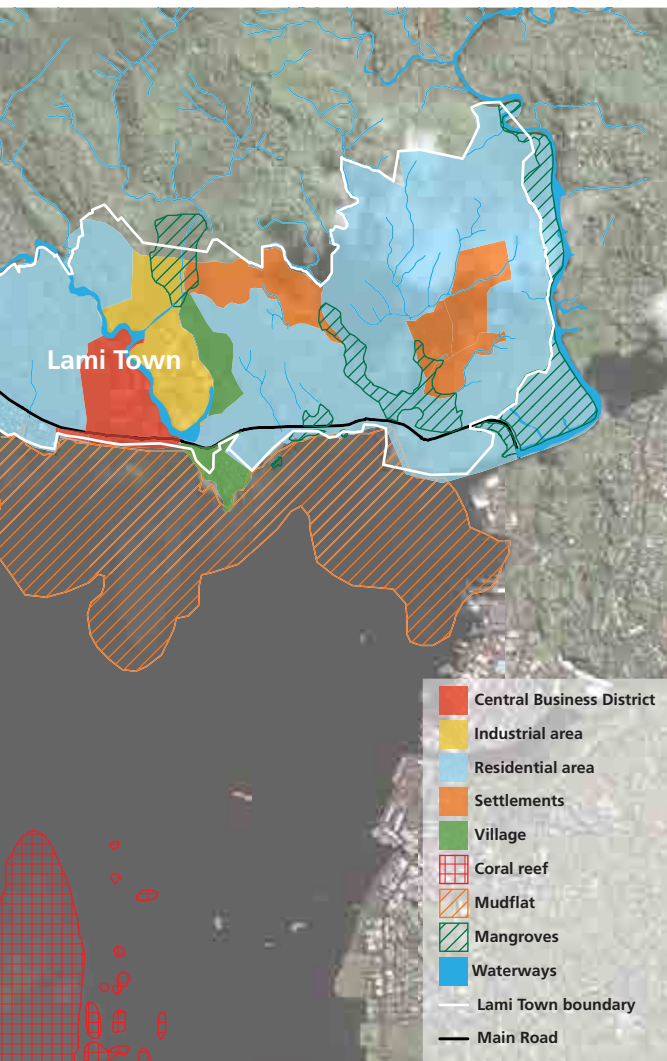 Lami Town
Central Business District
Industrial area
Residential area
Settlements
Village
Coral reef
Mudflat
Mangroves
Waterways
Lami Town boundary
Main Road